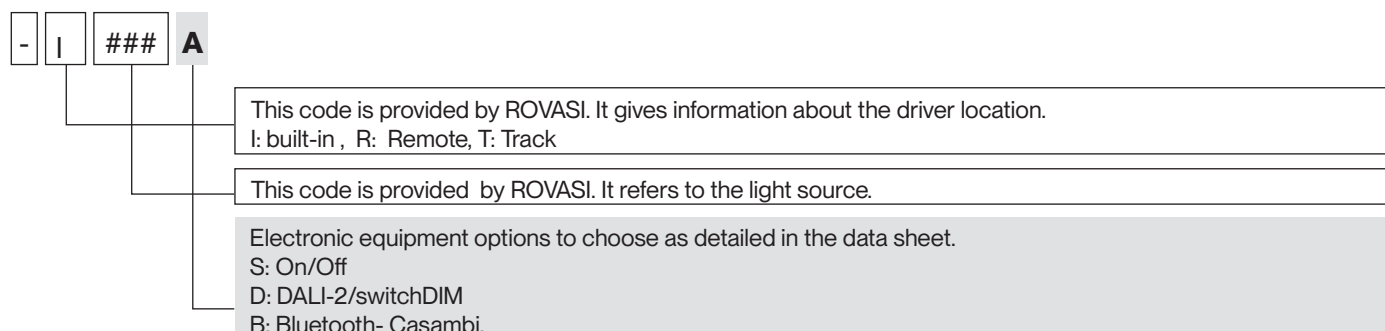 - I ### A
This code is provided by ROVASI. It gives information about the driver location.
I: built-in , R: Remote, T: Track
This code is provided by ROVASI. It refers to the light source.
Electronic equipment options to choose as detailed in the data sheet.
S: On/Off
D: DALI-2/switchDIM
B: Bluetooth- Casambi.